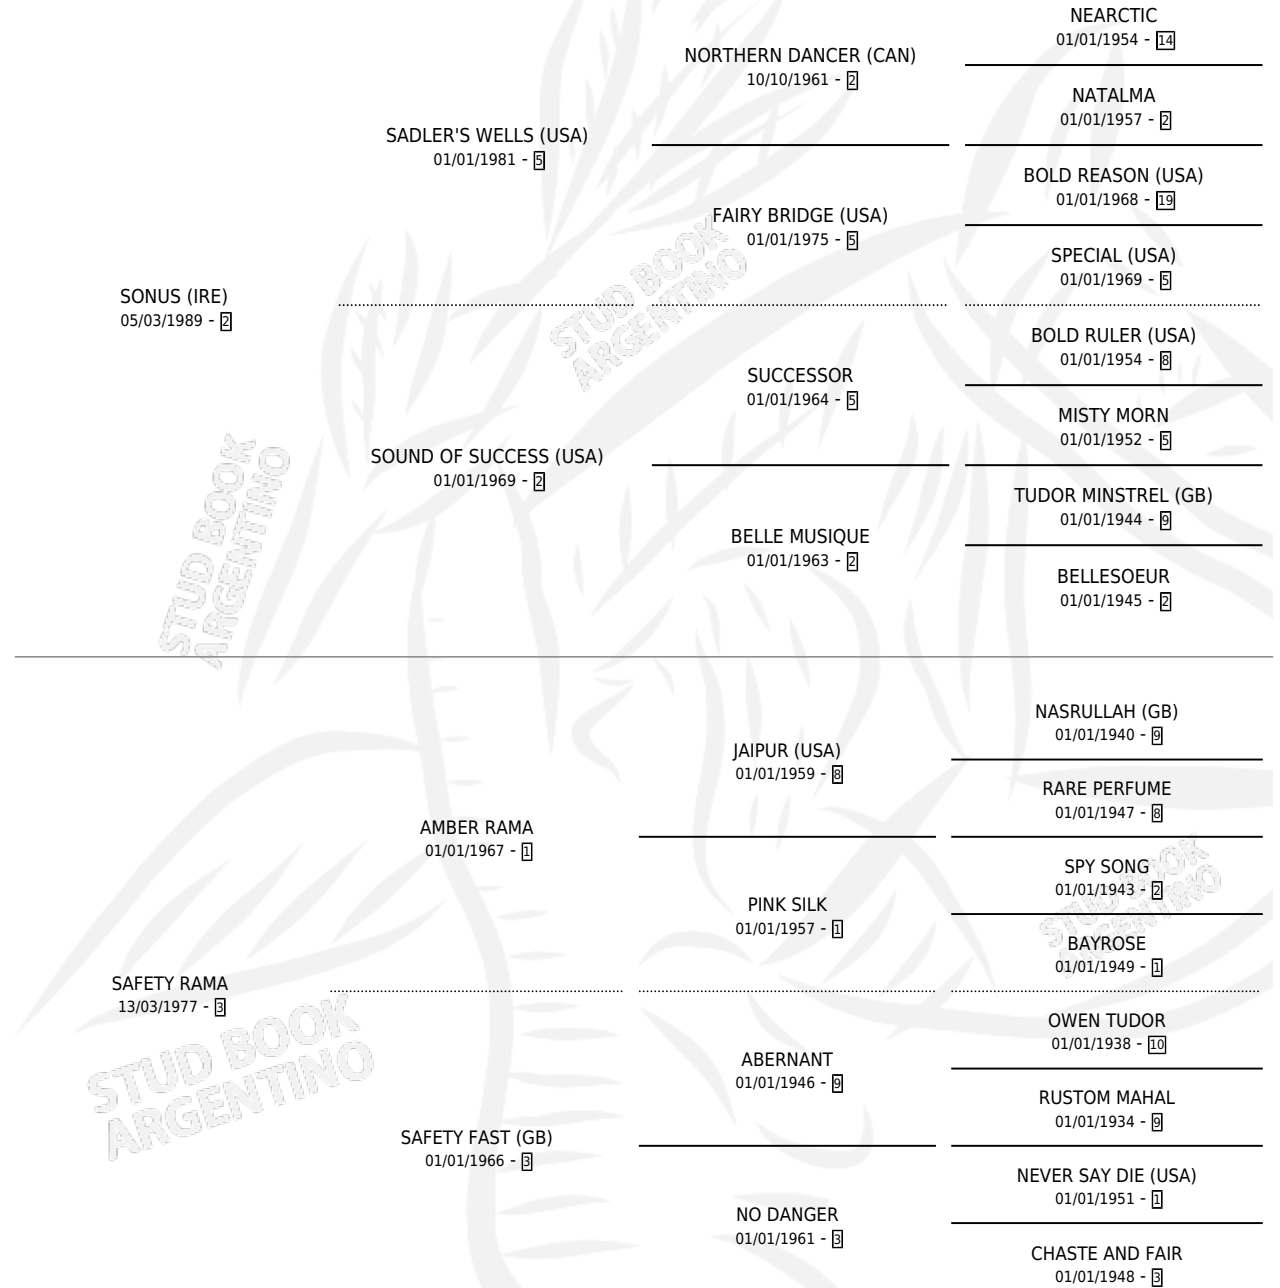 NEARCTIC
01/01/1954 - 14
NORTHERN DANCER (CAN)
10/10/1961 - 2
NATALMA
01/01/1957 - 2
SADLER'S WELLS (USA)
01/01/1981 - 5
BOLD REASON (USA)
01/01/1968 - 19
FAIRY BRIDGE (USA)
01/01/1975 - 5
SPECIAL (USA)
01/01/1969 - 5
SONUS (IRE)
05/03/1989 - 2
STUD BOOK
ARGENTINO
BOLD RULER (USA)
01/01/1954 - 8
SUCCESSOR
01/01/1964 - 5
MISTY MORN
01/01/1952 - 5
SOUND OF SUCCESS (USA)
01/01/1969 - 2
TUDOR MINSTREL (GB)
01/01/1944 - 9
BELLE MUSIQUE
01/01/1963 - 2
BELLESOEUR
01/01/1945 - 2
STUD BOOK
ARGENTINO
NASRULLAH (GB)
01/01/1940 - 9
JAIPUR (USA)
01/01/1959 - 8
RARE PERFUME
01/01/1947 - 8
AMBER RAMA
01/01/1967 - 1
SPY SONG
01/01/1943 - 2
PINK SILK
01/01/1957 - 1
BAYROSE
01/01/1949 - 1
STUD BOOK
ARGENTINO
SAFETY RAMA
13/03/1977 - 3
OWEN TUDOR
01/01/1938 - 10
ABERNANT
01/01/1946 - 9
RUSTOM MAHAL
01/01/1934 - 9
STUD BOOK
ARGENTINO
SAFETY FAST (GB)
01/01/1966 - 3
NEVER SAY DIE (USA)
01/01/1951 - 1
NO DANGER
01/01/1961 - 3
CHASTE AND FAIR
01/01/1948 - 3